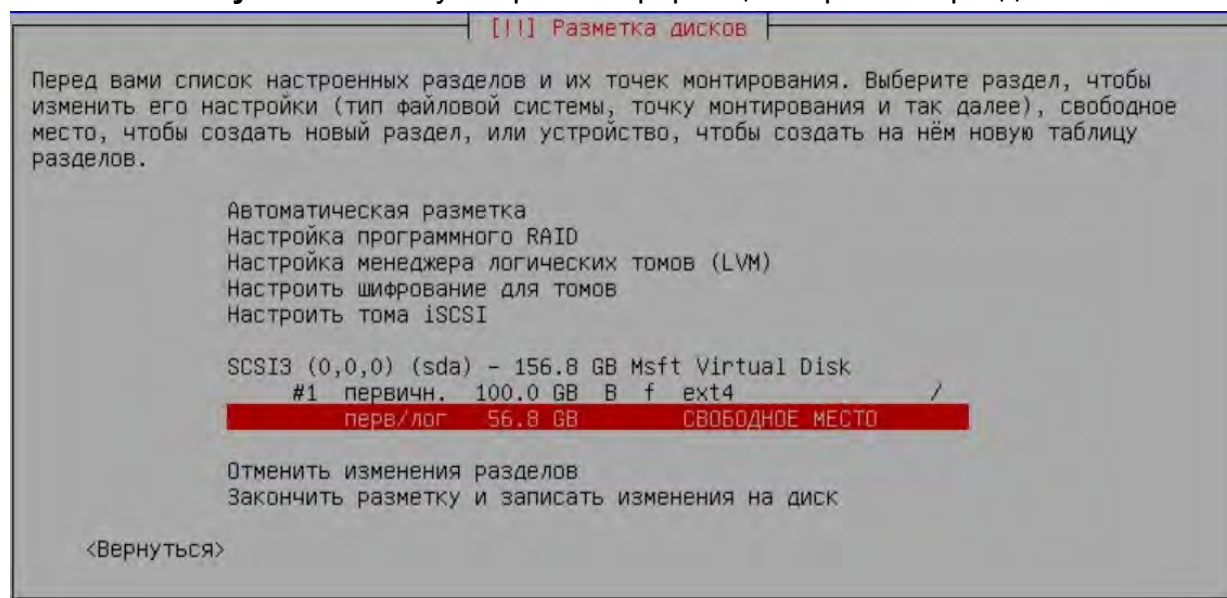 [!!] Разметка дисков
Перед вами список настроенных разделов и их точек монтирования. Выберите раздел, чтобы
изменить его настройки (тип файловой системы, точку монтирования и так далее), свободное
место, чтобы создать новый раздел, или устройство, чтобы создать на нём новую таблицу
разделов.
Автоматическая разметка
Настройка программного RAID
Настройка менеджера логических томов (LVM)
Настроить шифрование для томов
Настроить тома iSCSI
SCSI3 (0,0,0) (sda) - 156.8 GB Msft Virtual Disk
#1 первичн. 100.0 GB B f ext4 /
перв/лог 56.8 GB СВОБОДНОЕ МЕСТО
Отменить изменения разделов
Закончить разметку и записать изменения на диск
<Вернуться>